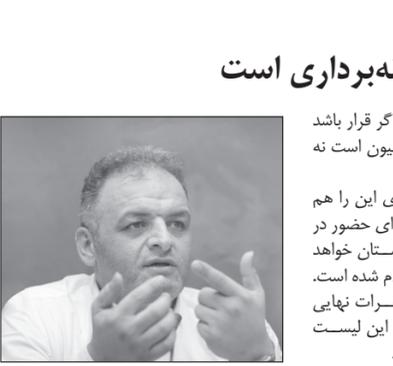 نه‌برداری است
گر قرار باشد
یون است نه
ی این را هم
ای حضور در
ستان خواهد
م شده است.
رات نهایی
این لیست